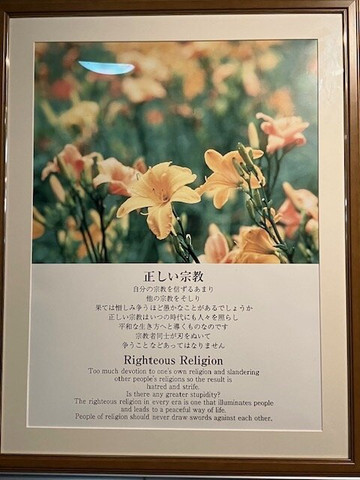 正しい宗教
自分の宗教を信ずるあまり
他の宗教をそしり
果ては憎しみ争うほど愚かなことがあるでしょうか
正しい宗教はいつの時代にも人々を照らし
平和な生き方へと導くものなのです
宗教者同士が刃をぬいて
争うことなどあってはなりません
Righteous Religion
Too much devotion to one's own religion and slandering
other people's religions so the result is
hatred and strife.
Is there any greater stupidity?
The righteous religion in every era is one that illuminates people
and leads to a peaceful way of life.
People of religion should never draw swords against each other.